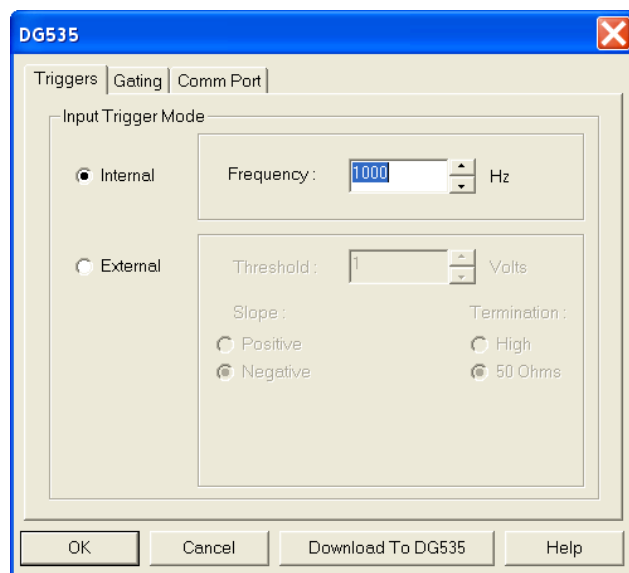 DG535
Triggers Gating Comm Port
Input Trigger Mode
Internal Frequency : 1000 Hz
External Threshold : 1 Volts
Slope : Termination :
Positive High
Negative 50 Ohms
OK Cancel Download To DG535 Help